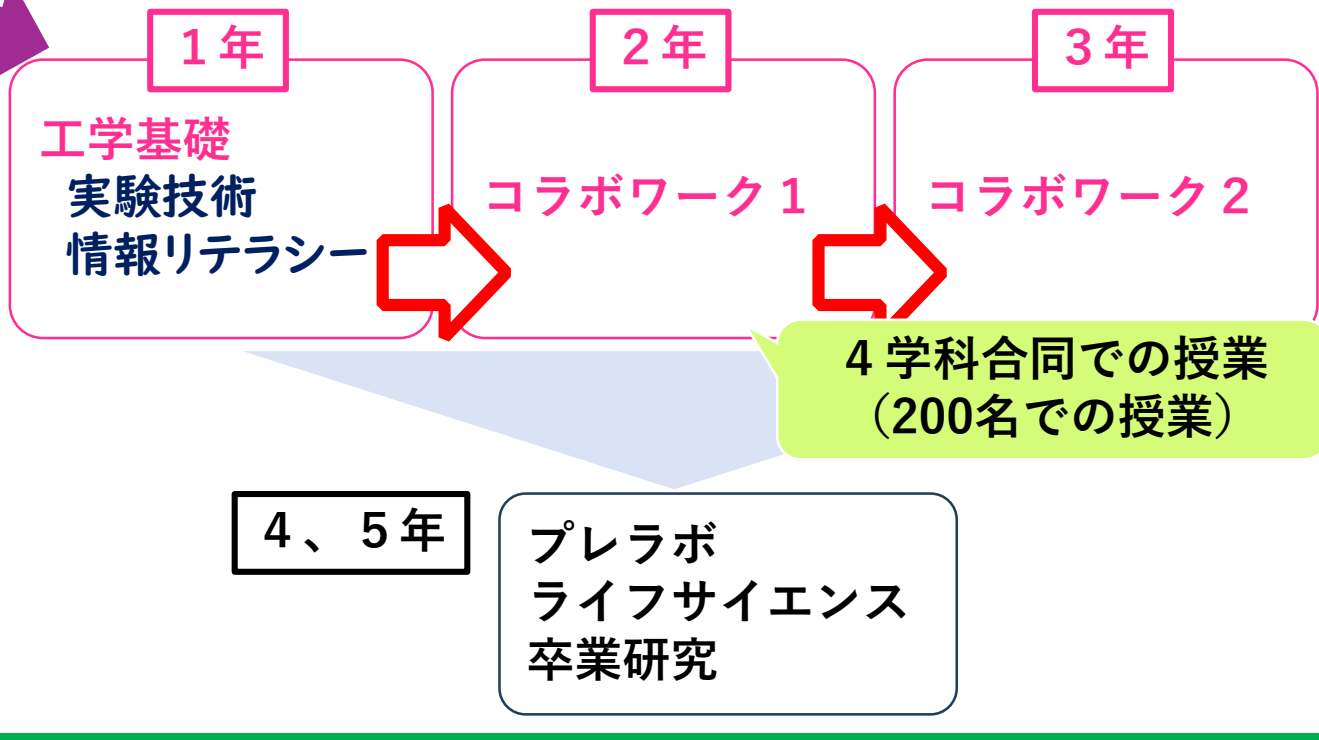 1年
工学基礎
実験技術
情報リテラシー
2年
コラボワーク1
3年
コラボワーク2
4学科合同での授業
（200名での授業）
4、5年
プレラボ
ライフサイエンス
卒業研究